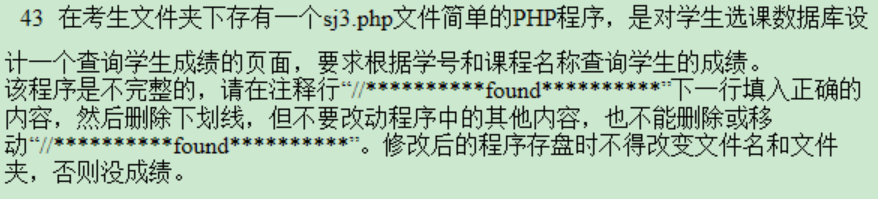 43 在考生文件夹下存有一个sj3.php文件简单的PHP程序，是对学生选课数据库设
计一个查询学生成绩的页面，要求根据学号和课程名称查询学生的成绩。
该程序是不完整的，请在注释行“//**********found**********”下一行填入正确的
内容，然后删除下划线，但不要改动程序中的其他内容，也不能删除或移
动“//**********found**********”。修改后的程序存盘时不得改变文件名和文件
夹，否则没成绩。